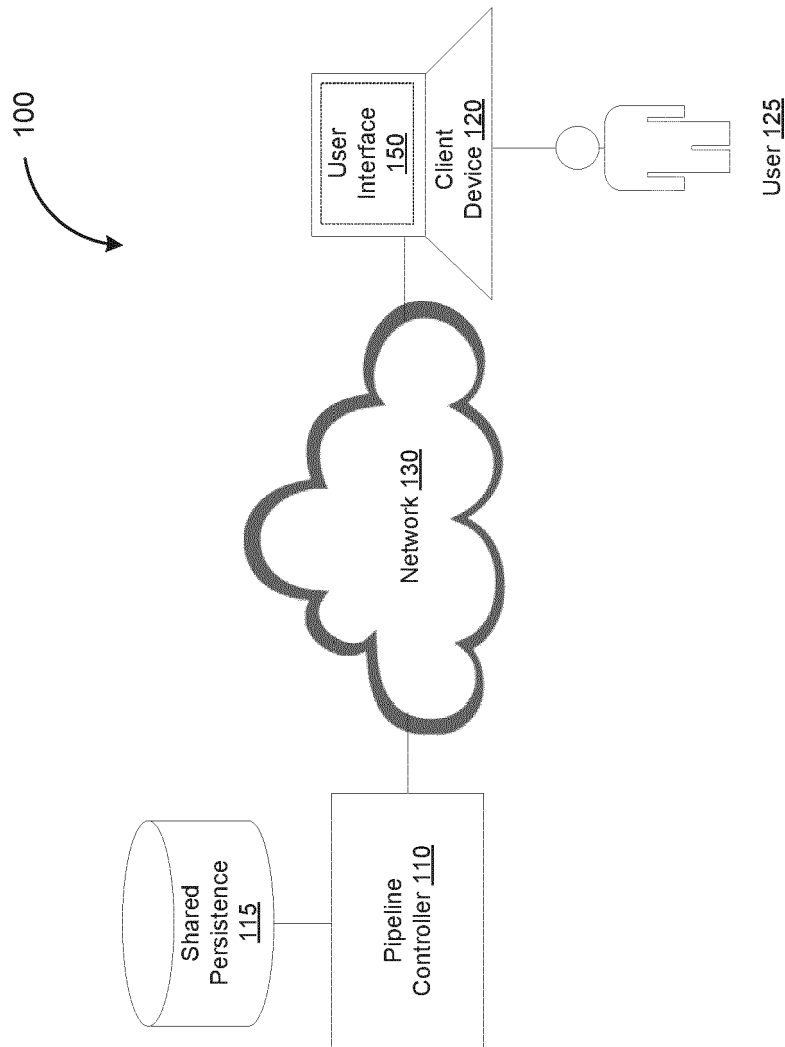 100
Shared
Persistence
115
Pipeline
Controller 110
Network 130
User
Interface
150
Client
Device 120
User 125